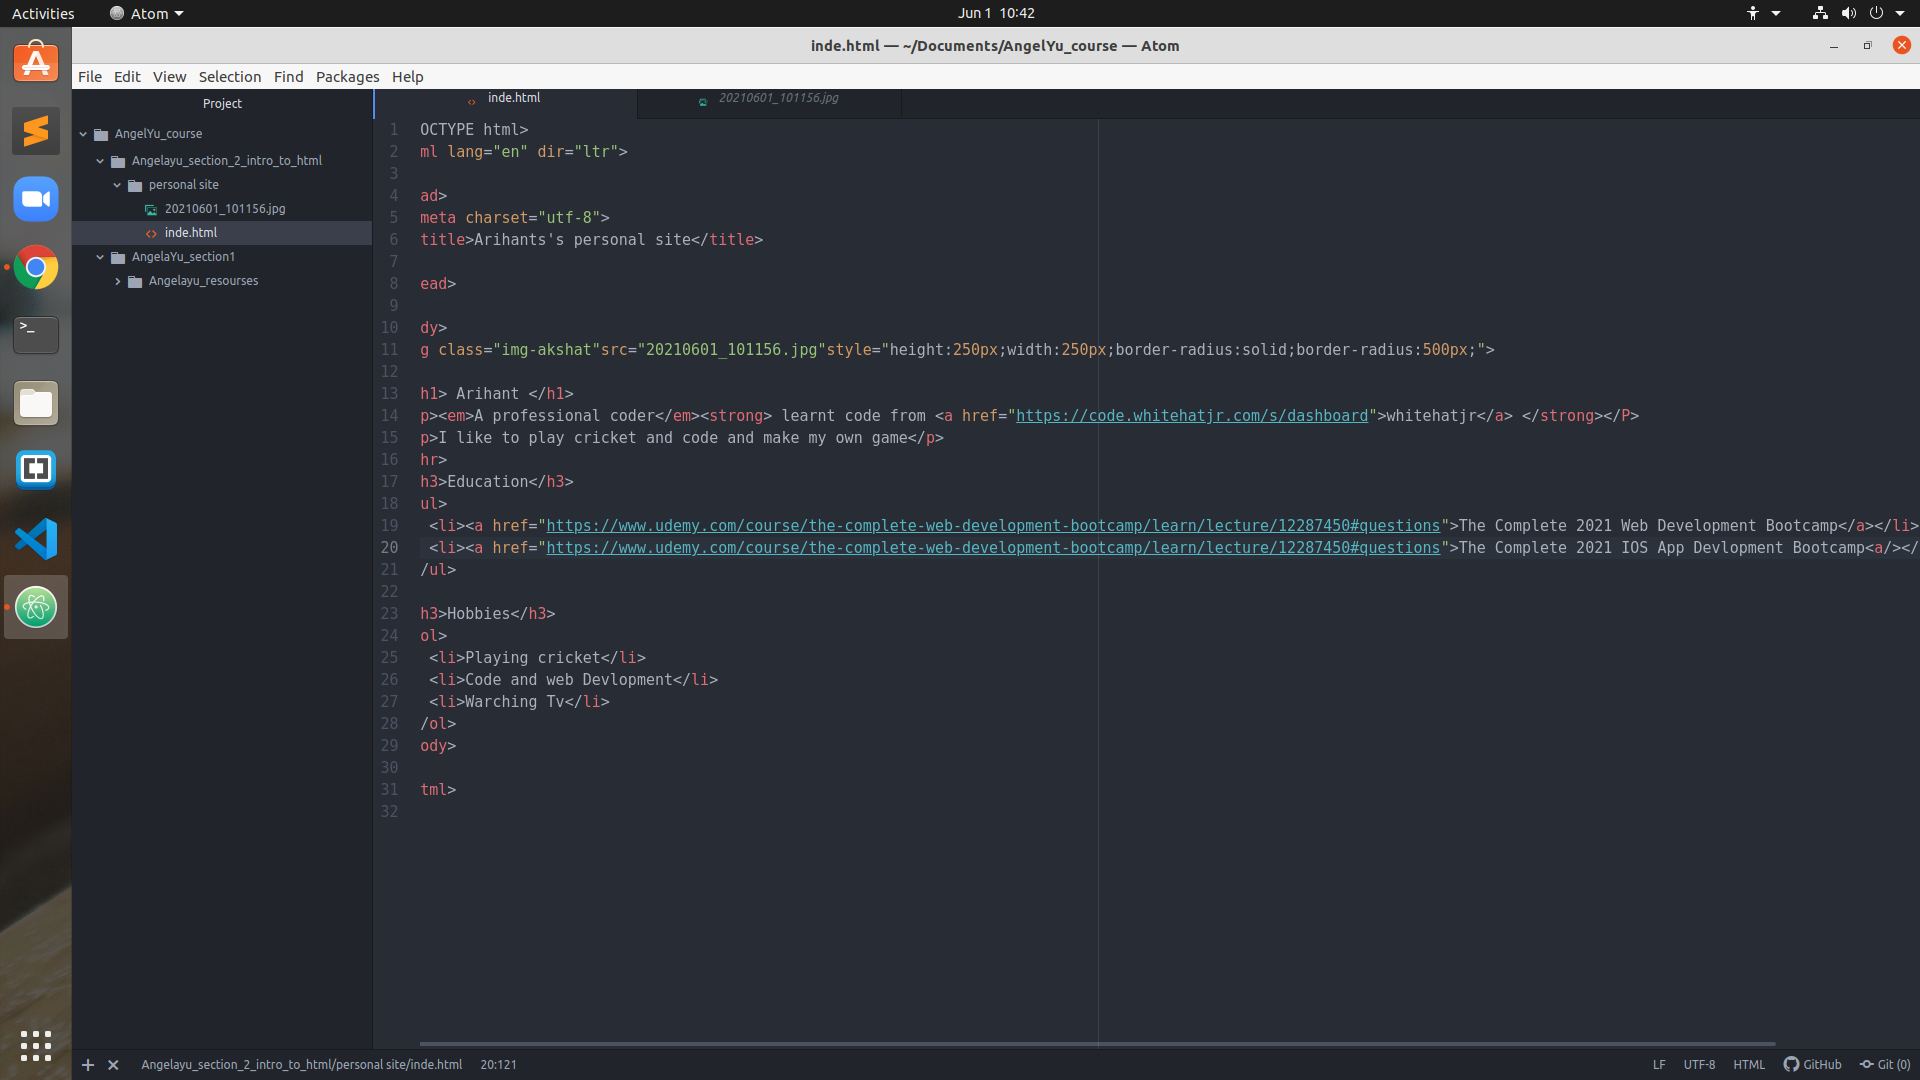 Activities
Atom
Jun 1 10:42
inde.html — ~/Documents/AngelYu_course — Atom
File Edit View Selection Find Packages Help
Project
inde.html
20210601_101156.jpg
AngelYu_course
Angelayu_section_2_intro_to_html
personal site
20210601_101156.jpg
inde.html
AngelaYu_section1
Angelayu_resourses
1 OCTYPE html>
2 ml lang="en" dir="ltr">
3
4 ad>
5 meta charset="utf-8">
6 title>Arihants's personal site</title>
7
8 ead>
9
10 dy>
11 g class="img-akshat"src="20210601_101156.jpg"style="height:250px;width:250px;border-radius:solid;border-radius:500px;">
12
13 h1> Arihant </h1>
14 p><em>A professional coder</em><strong> learnt code from <a href="https://code.whitehatjr.com/s/dashboard">whitehatjr</a> </strong></P>
15 p>I like to play cricket and code and make my own game</p>
16 hr>
17 h3>Education</h3>
18 ul>
19 <li><a href="https://www.udemy.com/course/the-complete-web-development-bootcamp/learn/lecture/12287450#questions">The Complete 2021 Web Development Bootcamp</a></li>
20 <li><a href="https://www.udemy.com/course/the-complete-web-development-bootcamp/learn/lecture/12287450#questions">The Complete 2021 IOS App Devlopment Bootcamp<a/></
21 /ul>
22
23 h3>Hobbies</h3>
24 ol>
25 <li>Playing cricket</li>
26 <li>Code and web Devlopment</li>
27 <li>Warching Tv</li>
28 /ol>
29 ody>
30
31 tml>
32
Angelayu_section_2_intro_to_html/personal site/inde.html 20:121
LF UTF-8 HTML GitHub Git (0)